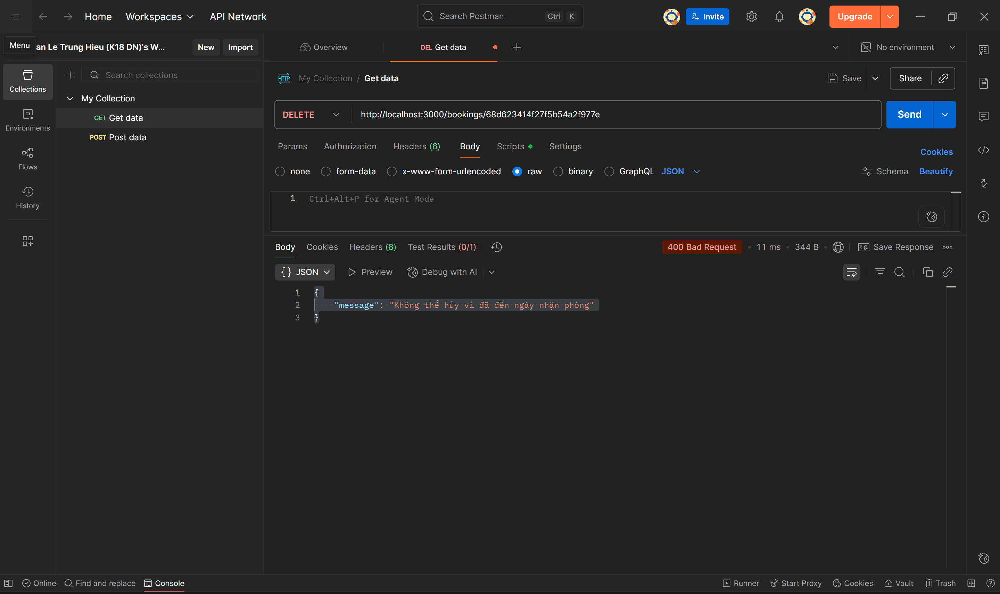 Home
Workspaces
API Network
Search Postman
Ctrl K
Invite
Upgrade
Menu
an Le Trung Hieu (K18 DN)'s W...
New
Import
Overview
DEL Get data
No environment
Collections
Environments
Flows
History
Search collections
My Collection
GET Get data
POST Post data
HTTP
My Collection / Get data
Save
Share
DELETE
http://localhost:3000/bookings/68d623414f27f5b54a2f977e
Send
Params
Authorization
Headers (6)
Body
Scripts
Settings
Cookies
none
form-data
x-www-form-urlencoded
raw
binary
GraphQL
JSON
Schema
Beautify
1 Ctrl+Alt+P for Agent Mode
Body
Cookies
Headers (8)
Test Results (0/1)
400 Bad Request
11 ms
344 B
e.g.
Save Response
{} JSON
Preview
Debug with AI
1 {
2 "message": "Không thể hủy vì đã đến ngày nhận phòng"
3 }
Online
Find and replace
Console
Runner
Start Proxy
Cookies
Vault
Trash